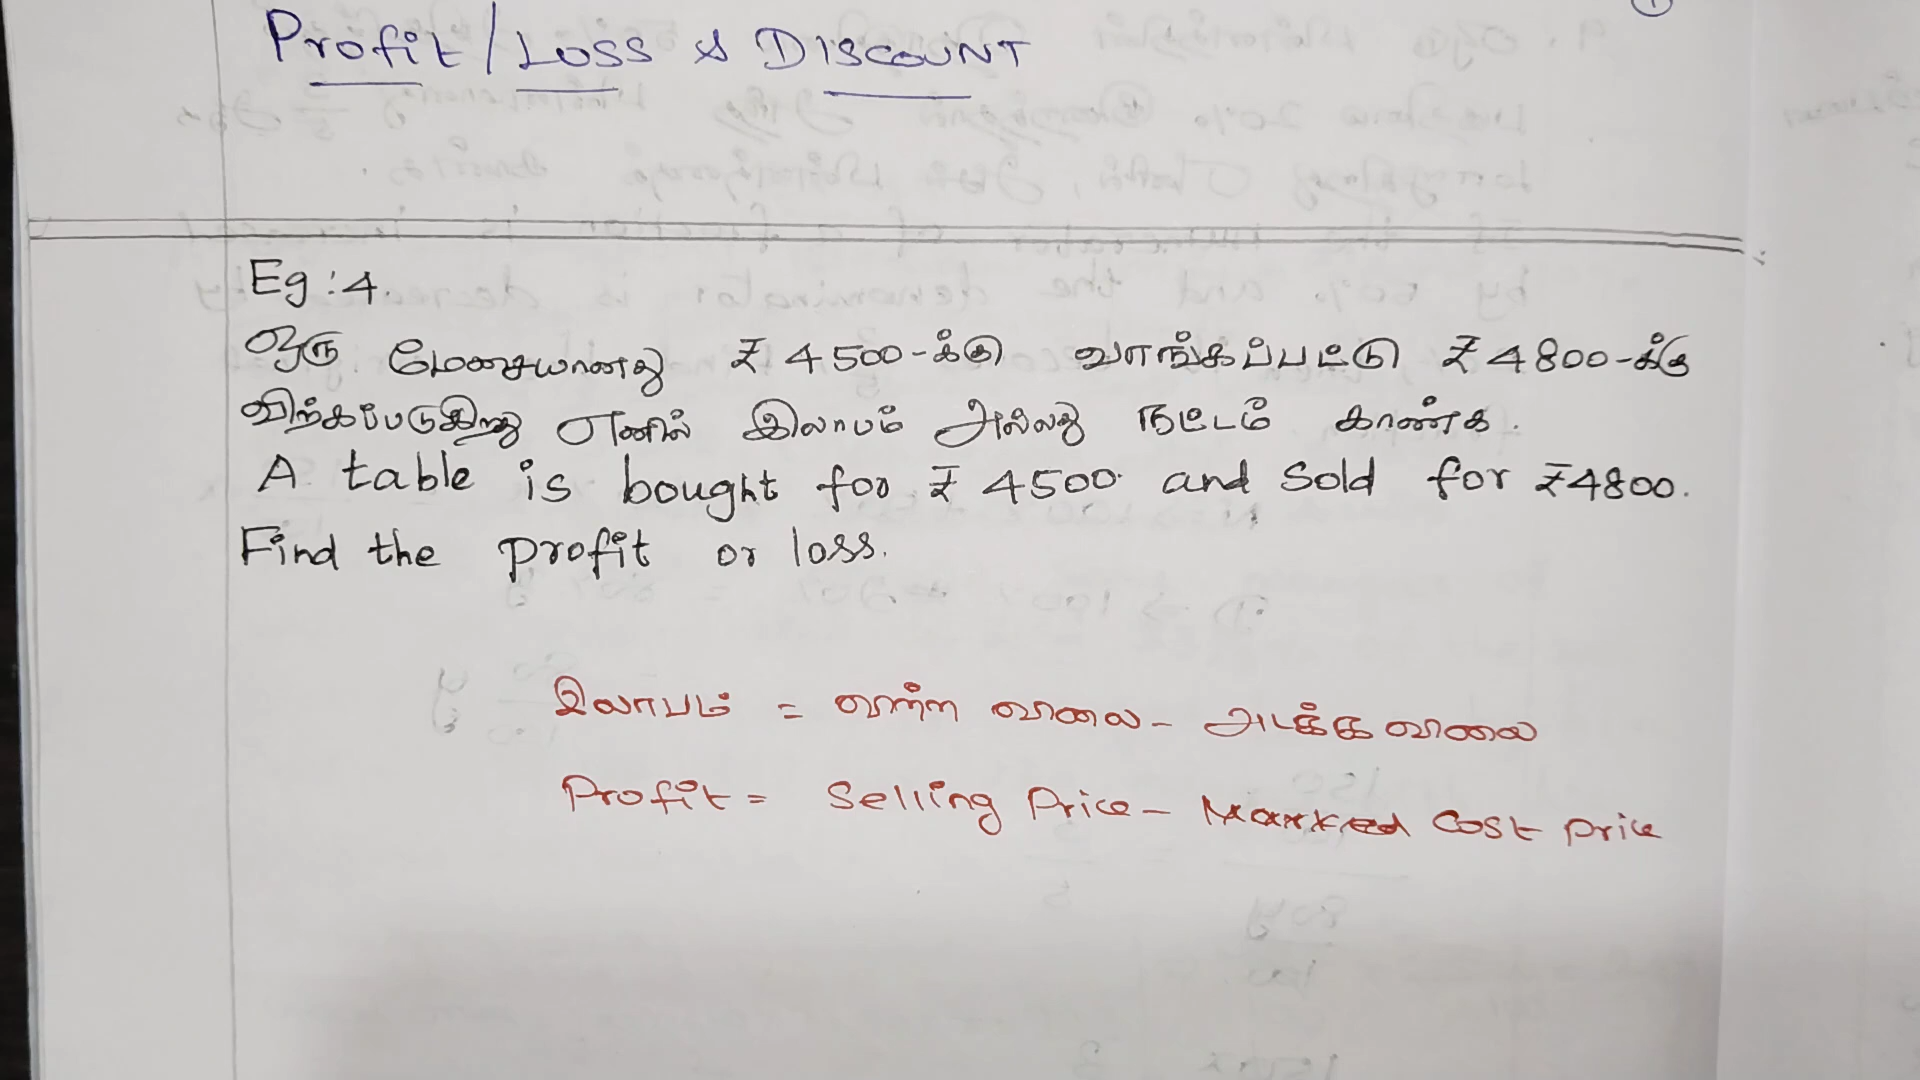 Profit / Loss & DISCOUNT
Eg : 4.
ஒரு மேசையானது ₹ 4500-க்கு வாங்கப்பட்டு ₹ 4800-க்கு
விற்கப்படுகிறது எனில் இலாபம் அல்லது நட்டம் காண்க.
A table is bought for ₹ 4500 and Sold for ₹4800.
Find the profit or loss.
இலாபம் = விற்ற விலை - அடக்க விலை
Profit = Selling Price - Marked Cost price